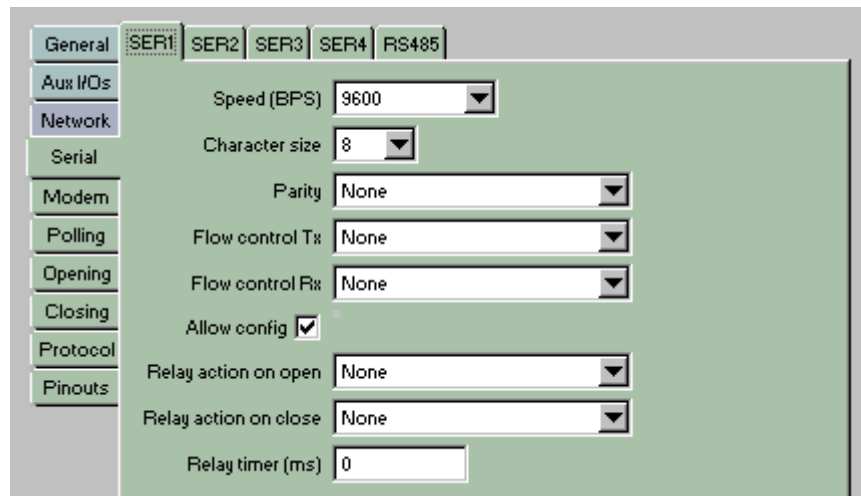 General
Aux I/Os
Network
Serial
Modem
Polling
Opening
Closing
Protocol
Pinouts
SER1 SER2 SER3 SER4 RS485
Speed (BPS) 9600
Character size 8
Parity None
Flow control Tx None
Flow control Rx None
Allow config
Relay action on open None
Relay action on close None
Relay timer (ms) 0